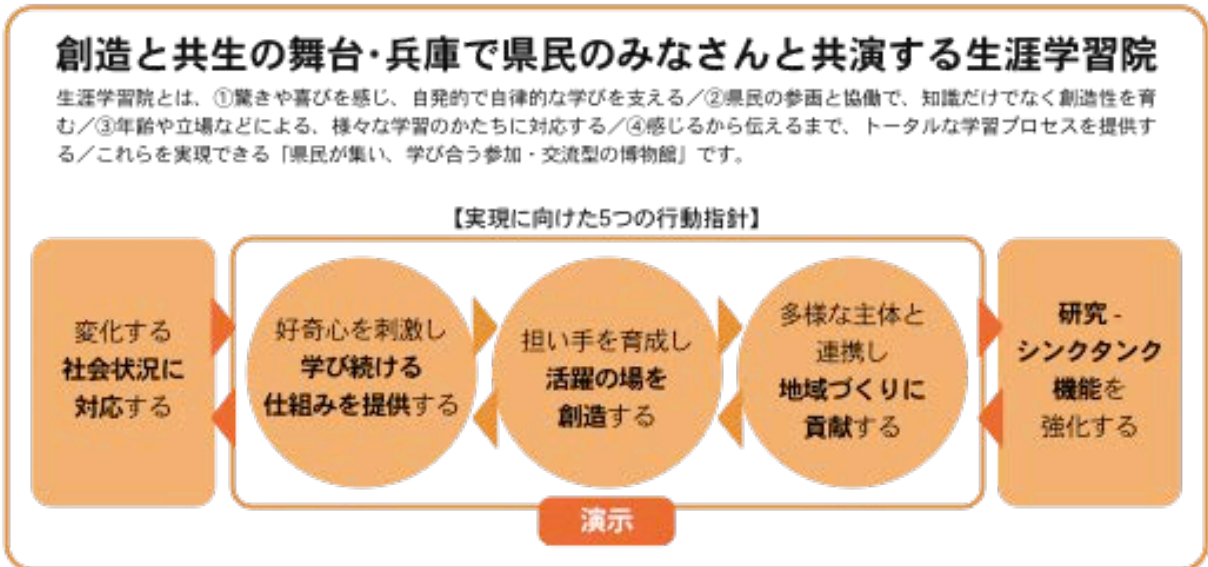 創造と共生の舞台・兵庫で県民のみなさんと共演する生涯学習院
生涯学習院とは、①驚きや喜びを感じ、自発的で自律的な学びを支える／②県民の参画と協働で、知識だけでなく創造性を育
む／③年齢や立場などによる、様々な学習のかたちに対応する／④感じるから伝えるまで、トータルな学習プロセスを提供す
る／これらを実現できる「県民が集い、学び合う参加・交流型の博物館」です。
【実現に向けた5つの行動指針】
変化する
社会状況に
対応する
好奇心を刺激し
学び続ける
仕組みを提供する
担い手を育成し
活躍の場を
創造する
多様な主体と
連携し
地域づくりに
貢献する
研究 -
シンクタンク
機能を
強化する
演示